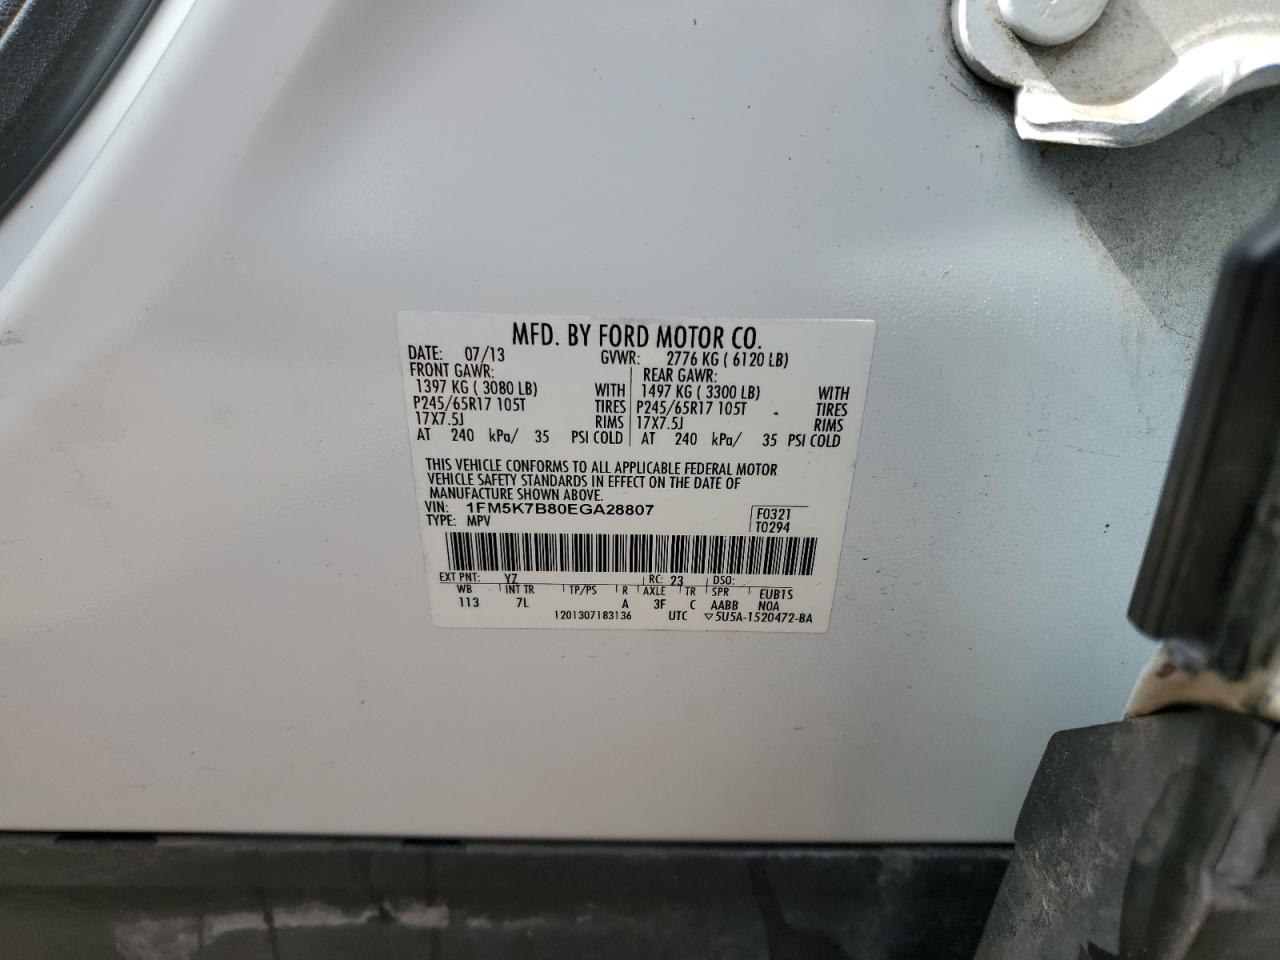 MFD. BY FORD MOTOR CO.
DATE: 07/13 GVWR: 2776 KG ( 6120 LB)
FRONT GAWR: REAR GAWR:
1397 KG ( 3080 LB) WITH 1497 KG ( 3300 LB) WITH
P245/65R17 105T TIRES P245/65R17 105T TIRES
17X7.5J RIMS 17X7.5J RIMS
AT 240 kPa/ 35 PSI COLD AT 240 kPa/ 35 PSI COLD
THIS VEHICLE CONFORMS TO ALL APPLICABLE FEDERAL MOTOR
VEHICLE SAFETY STANDARDS IN EFFECT ON THE DATE OF
MANUFACTURE SHOWN ABOVE.
VIN: 1FM5K7B80EGA28807 F0321
TYPE: MPV T0294
EXT PNT: Y7 RC: 23 DSO:
WB INT TR TP/PS R AXLE TR SPR EUBTS
113 7L A 3F C AABB N0A
1201307183136 UTC ▽5U5A-1520472-BA